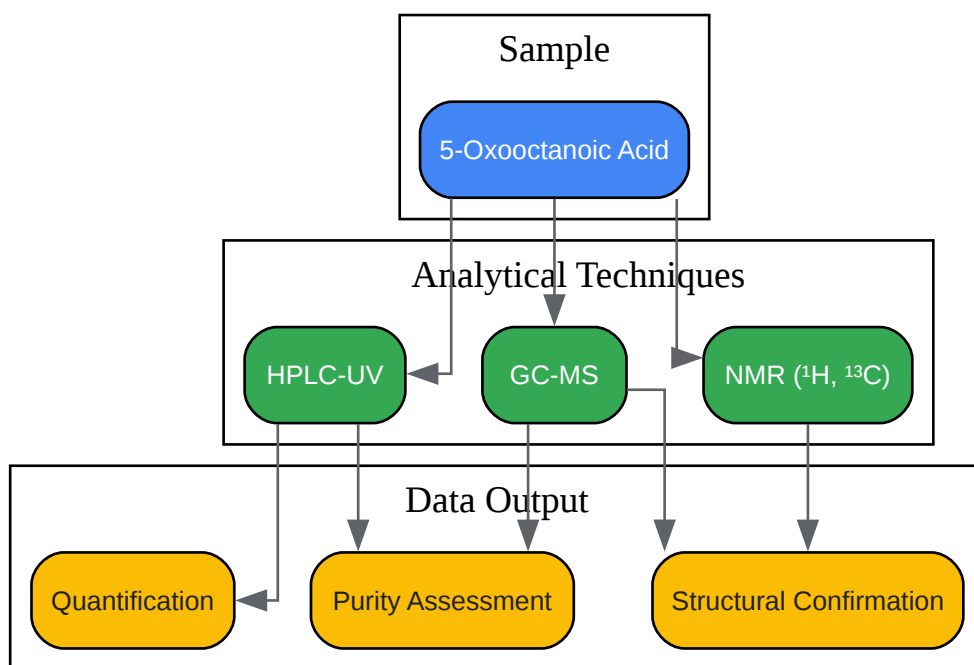 Sample
5-Oxooctanoic Acid
Analytical Techniques
HPLC-UV
GC-MS
NMR (¹H, ¹³C)
Data Output
Quantification
Purity Assessment
Structural Confirmation